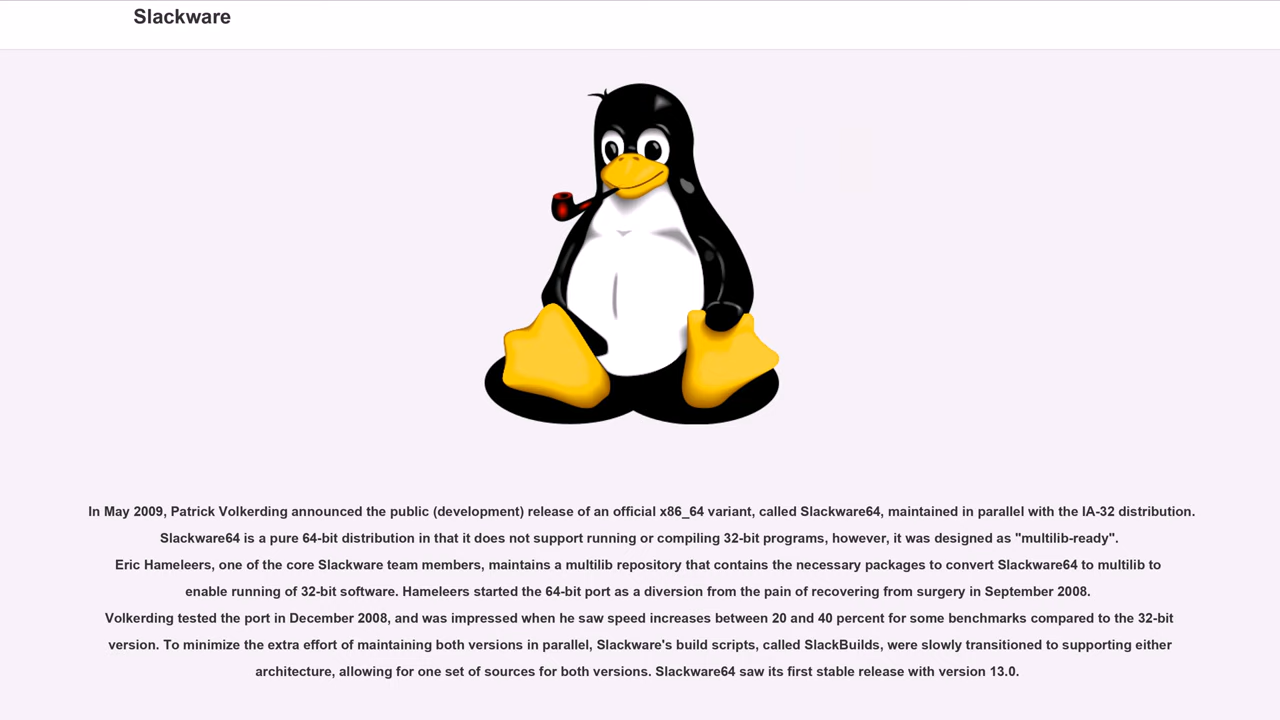 Slackware
In May 2009, Patrick Volkerding announced the public (development) release of an official x86_64 variant, called Slackware64, maintained in parallel with the IA-32 distribution.
Slackware64 is a pure 64-bit distribution in that it does not support running or compiling 32-bit programs, however, it was designed as "multilib-ready".
Eric Hameleers, one of the core Slackware team members, maintains a multilib repository that contains the necessary packages to convert Slackware64 to multilib to
enable running of 32-bit software. Hameleers started the 64-bit port as a diversion from the pain of recovering from surgery in September 2008.
Volkerding tested the port in December 2008, and was impressed when he saw speed increases between 20 and 40 percent for some benchmarks compared to the 32-bit
version. To minimize the extra effort of maintaining both versions in parallel, Slackware's build scripts, called SlackBuilds, were slowly transitioned to supporting either
architecture, allowing for one set of sources for both versions. Slackware64 saw its first stable release with version 13.0.